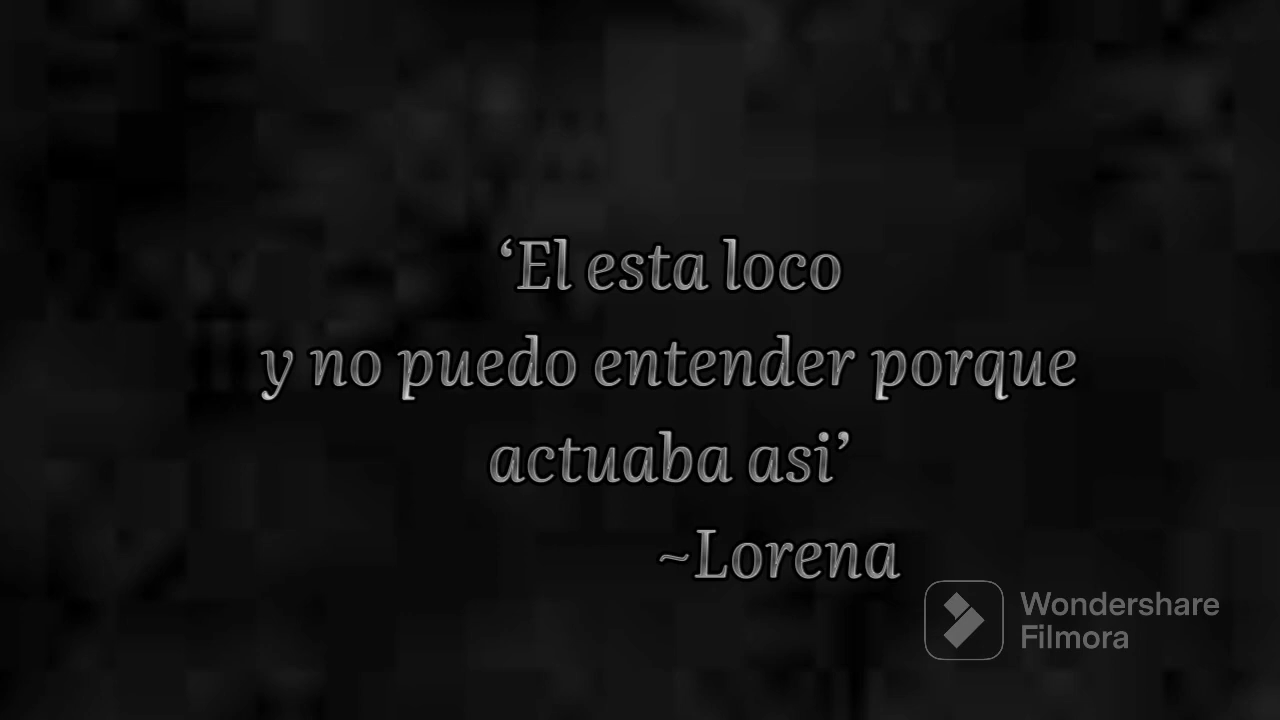 ‘El esta loco
y no puedo entender porque
actuaba asi’
~Lorena
Wondershare
Filmora